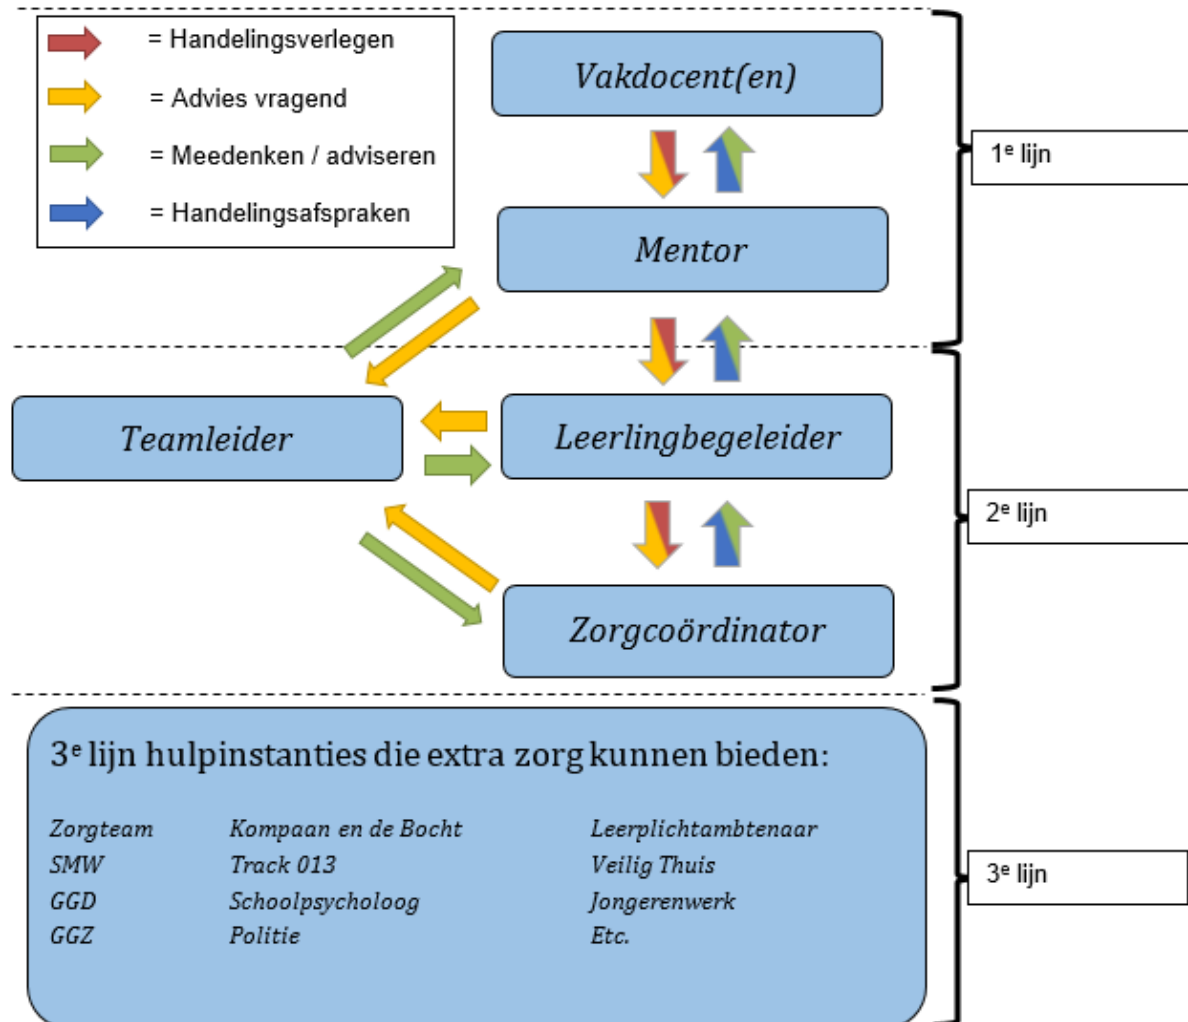 = Handelingsverlegen
= Advies vragend
= Meedenken / adviseren
= Handelingsafspraken
Vakdocent(en)
1e lijn
Mentor
Teamleider
Leerlingbegeleider
2e lijn
Zorgcoördinator
3e lijn hulpinstanties die extra zorg kunnen bieden:
Zorgteam Kompaan en de Bocht Leerplichtambtenaar
SMW Track 013 Veilig Thuis
GGD Schoolpsycholoog Jongerenwerk
GGZ Politie Etc.
3e lijn